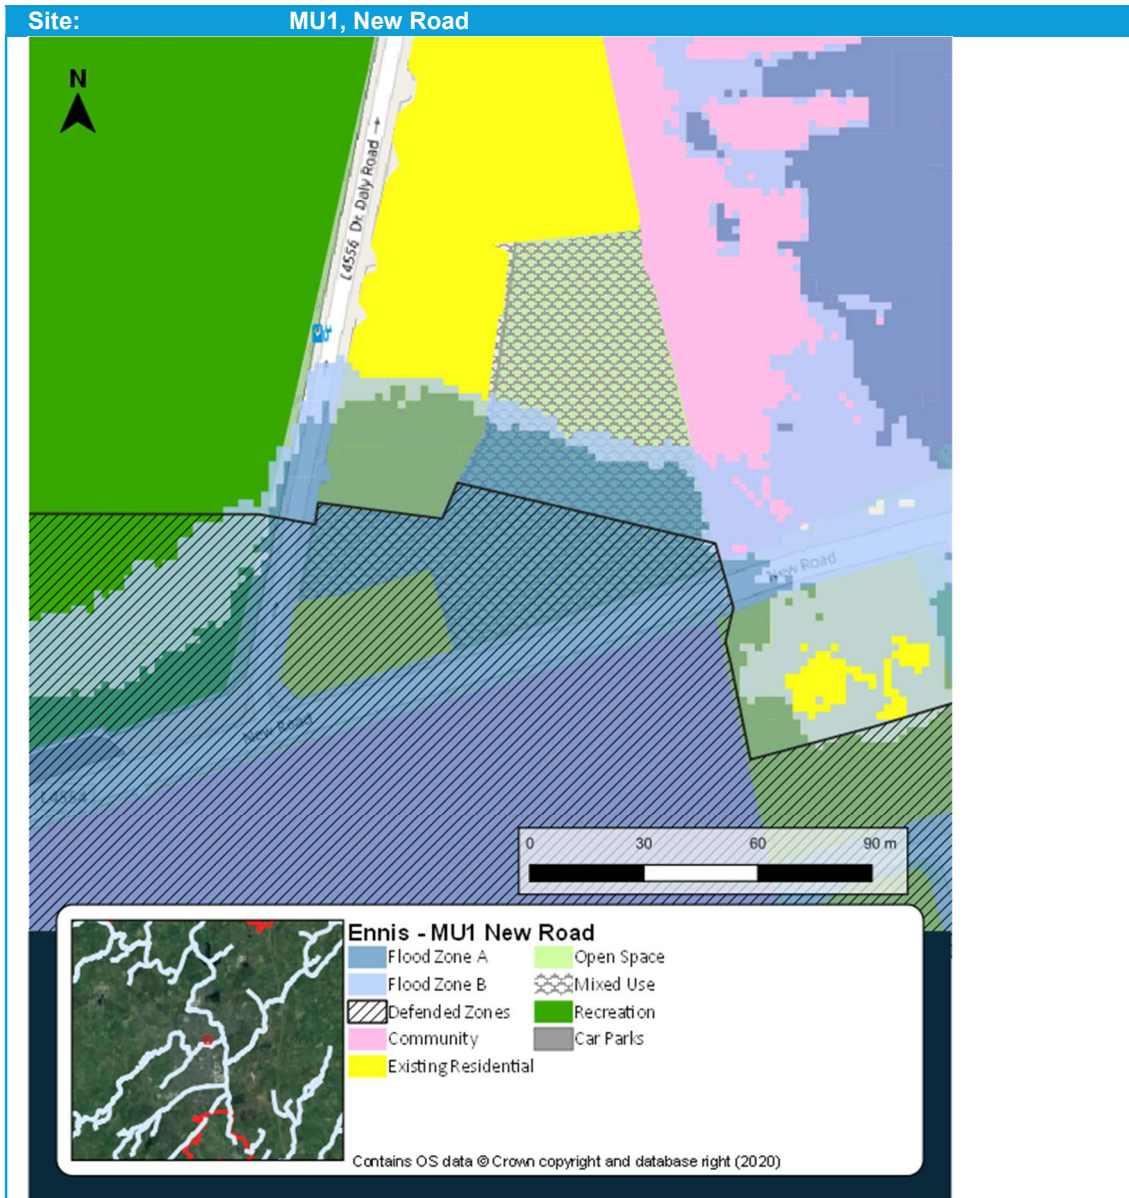 Site: MU1, New Road
N
L4556 Dr. Daly Road →
New Road
New Road
L4554
0 30 60 90 m
Ennis - MU1 New Road
Flood Zone A
Open Space
Flood Zone B
Mixed Use
Defended Zones
Recreation
Community
Car Parks
Existing Residential
Contains OS data © Crown copyright and database right (2020)